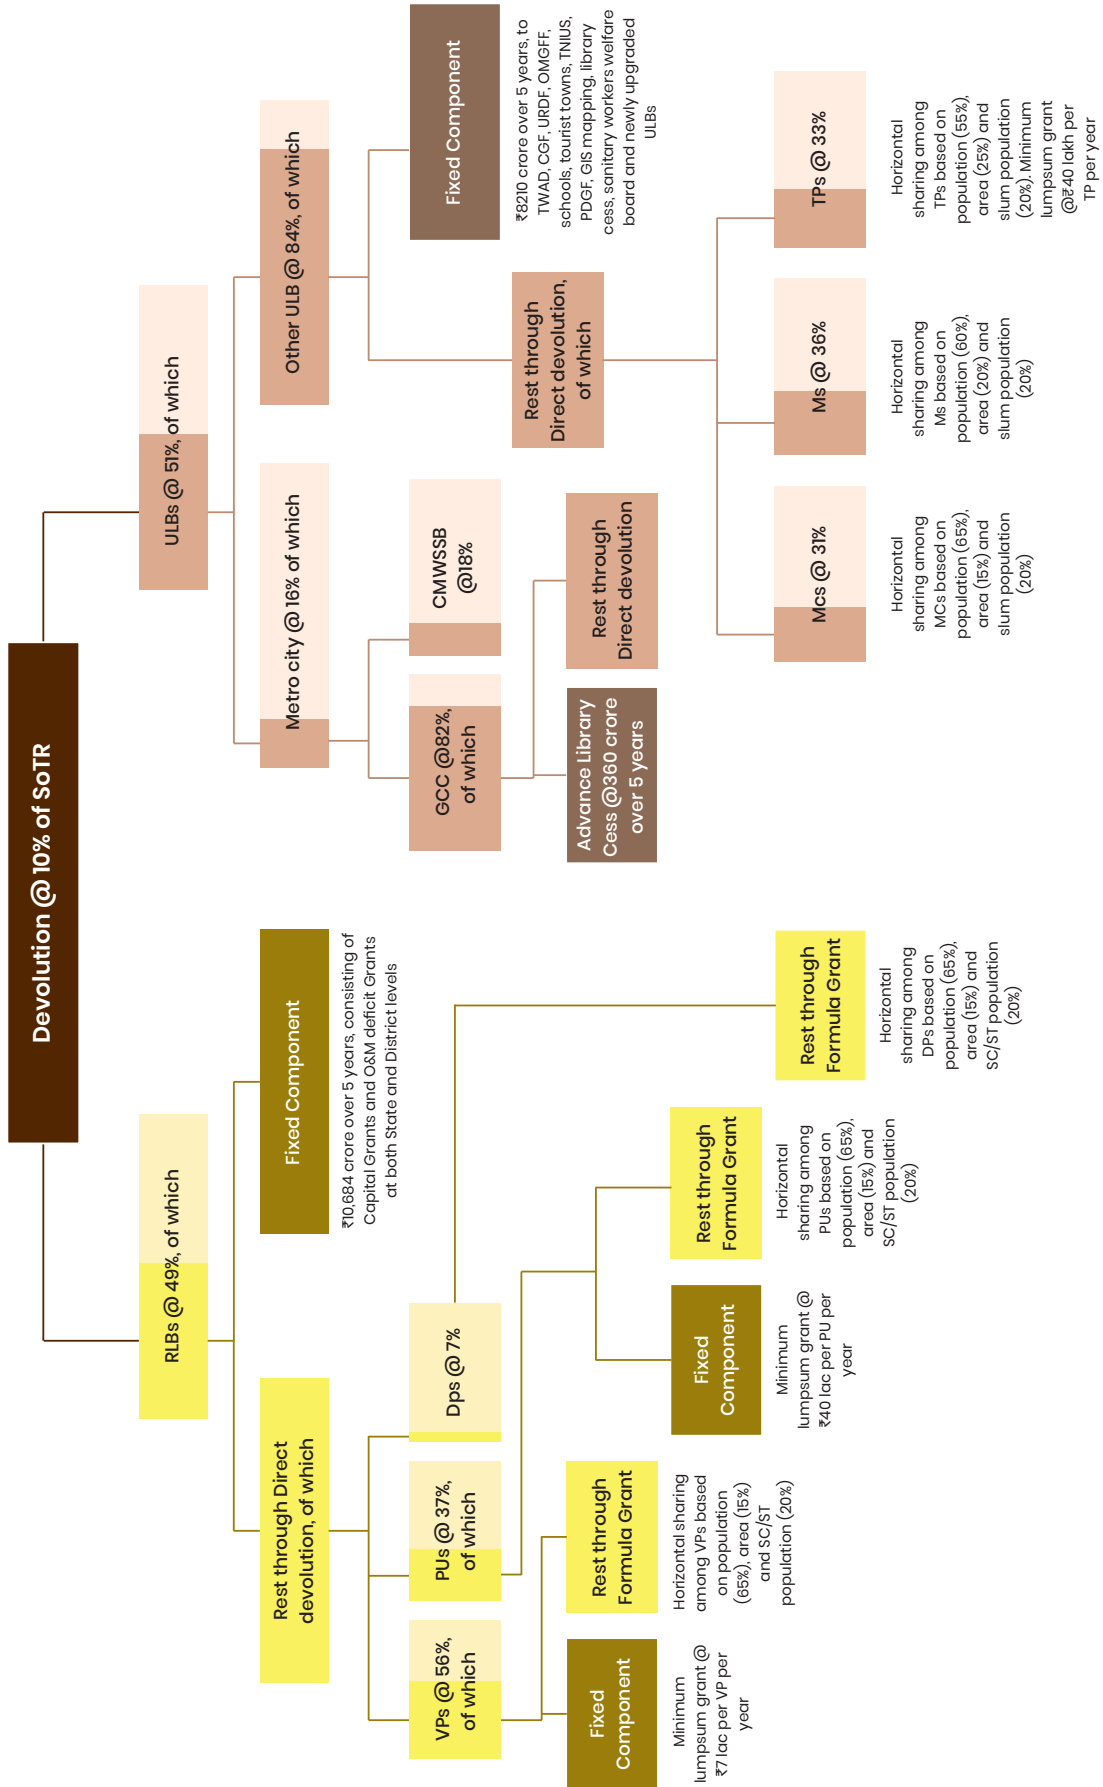 Devolution @ 10% of SoTR
RLBs @ 49%, of which
Rest through Direct
devolution, of which
Fixed Component
₹10,684 crore over 5 years, consisting of
Capital Grants and O&M deficit Grants
at both State and District levels
VPs @ 56%,
of which
PUs @ 37%,
of which
Dps @ 7%
Fixed
Component
Minimum
lumpsum grant @
₹7 lac per VP per
year
Rest through
Formula Grant
Horizontal sharing
among VPs based
on population
(65%), area (15%)
and SC/ST
population (20%)
Fixed
Component
Minimum
lumpsum grant @
₹40 lac per PU per
year
Rest through
Formula Grant
Horizontal
sharing among
PUs based on
population (65%),
area (15%) and
SC/ST population
(20%)
Rest through
Formula Grant
Horizontal
sharing among
DPs based on
population (65%),
area (15%) and
SC/ST population
(20%)
ULBs @ 51%, of which
Metro city @ 16% of which
Other ULB @ 84%, of which
GCC @82%,
of which
CMWSSB
@18%
Advance Library
Cess @360 crore
over 5 years
Rest through
Direct devolution
Fixed Component
₹8210 crore over 5 years, to
TWAD, CGF, URDF, OMGFF,
schools, tourist towns, TNIUS,
PDGF, GIS mapping, library
cess, sanitary workers welfare
board and newly upgraded
ULBs
Rest through
Direct devolution,
of which
Mcs @ 31%
Horizontal
sharing among
MCs based on
population (65%),
area (15%) and
slum population
(20%)
Ms @ 36%
Horizontal
sharing among
Ms based on
population (60%),
area (20%) and
slum population
(20%)
TPs @ 33%
Horizontal
sharing among
TPs based on
population (55%),
area (25%) and
slum population
(20%). Minimum
lumpsum grant
@₹40 lakh per
TP per year